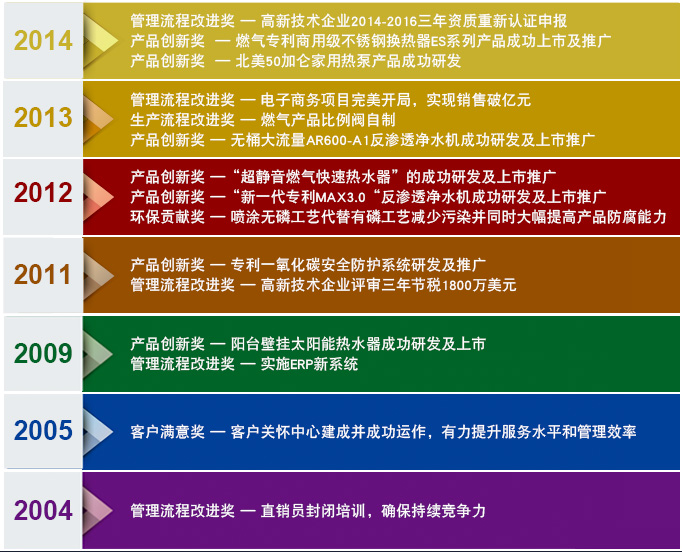 2014
管理流程改进奖 — 高新技术企业2014-2016三年资质重新认证申报
产品创新奖 — 燃气专利商用级不锈钢换热器ES系列产品成功上市及推广
产品创新奖 — 北美50加仑家用热泵产品成功研发
2013
管理流程改进奖 — 电子商务项目完美开局，实现销售破亿元
生产流程改进奖 — 燃气产品比例阀自制
产品创新奖 — 无桶大流量AR600-A1反渗透净水机成功研发及上市推广
2012
产品创新奖 — “超静音燃气快速热水器”的成功研发及上市推广
产品创新奖 — “新一代专利MAX3.0“反渗透净水机成功研发及上市推广
环保贡献奖 — 喷涂无磷工艺代替有磷工艺减少污染并同时大幅提高产品防腐能力
2011
产品创新奖 — 专利一氧化碳安全防护系统研发及推广
管理流程改进奖 — 高新技术企业评审三年节税1800万美元
2009
产品创新奖 — 阳台壁挂太阳能热水器成功研发及上市
管理流程改进奖 — 实施ERP新系统
2005
客户满意奖 — 客户关怀中心建成并成功运作，有力提升服务水平和管理效率
2004
管理流程改进奖 — 直销员封闭培训，确保持续竞争力